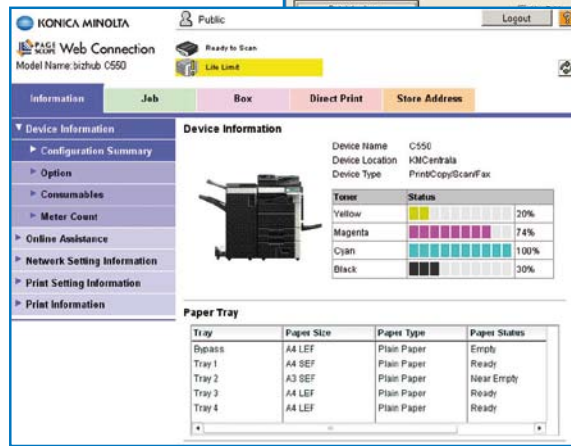 KONICA MINOLTA
Public
Logout
PAGE SCOPE Web Connection
Model Name:bizhub C550
Ready to Scan
Life Limit
Information Job Box Direct Print Store Address
Device Information
Configuration Summary
Option
Consumables
Meter Count
Online Assistance
Network Setting Information
Print Setting Information
Print Information
Device Information
Device Name C550
Device Location KMCentrala
Device Type Print/Copy/Scan/Fax
Toner Status
Yellow 20%
Magenta 74%
Cyan 100%
Black 30%
Paper Tray
Tray Paper Size Paper Type Paper Status
Bypass A4 LEF Plain Paper Empty
Tray 1 A4 SEF Plain Paper Ready
Tray 2 A3 SEF Plain Paper Near Empty
Tray 3 A4 LEF Plain Paper Ready
Tray 4 A4 LEF Plain Paper Ready